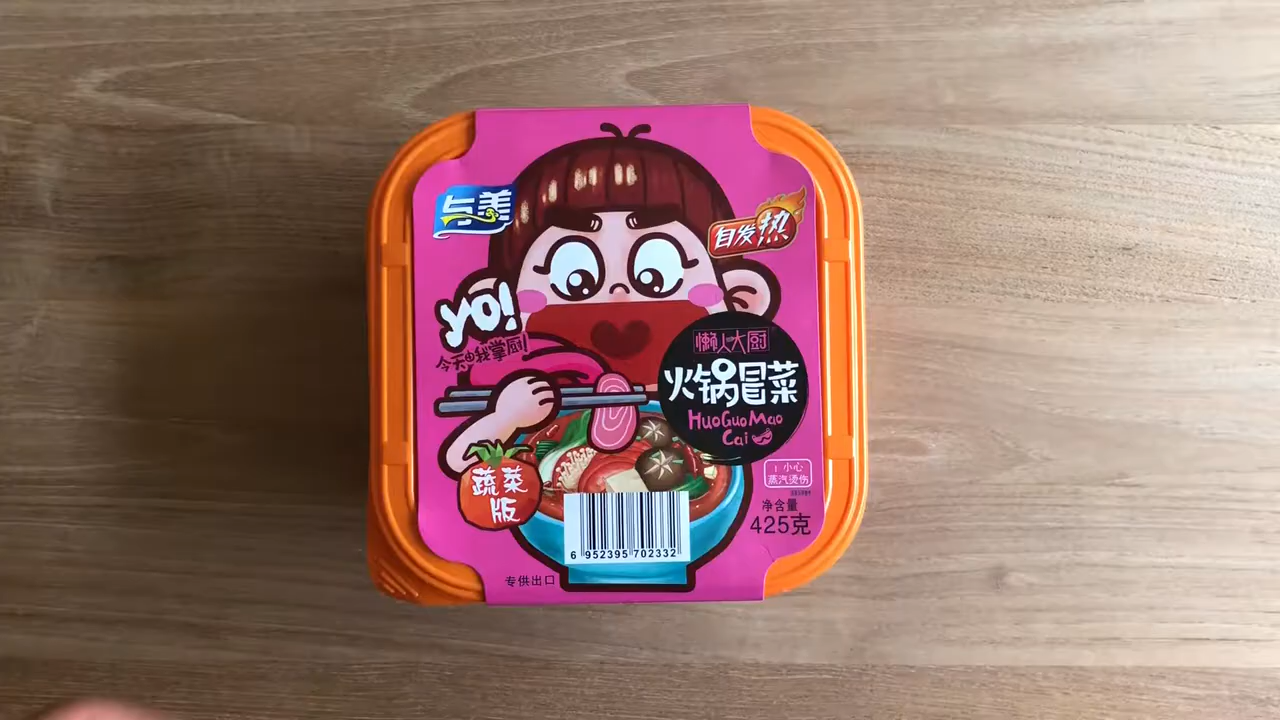 与美
自发热
yo!
今天由我掌厨!
懒人大厨
火锅冒菜
HuoGuoMao
Cai
蔬菜
版
小心
蒸汽烫伤
净含量
425克
6 952395 702332
专供出口